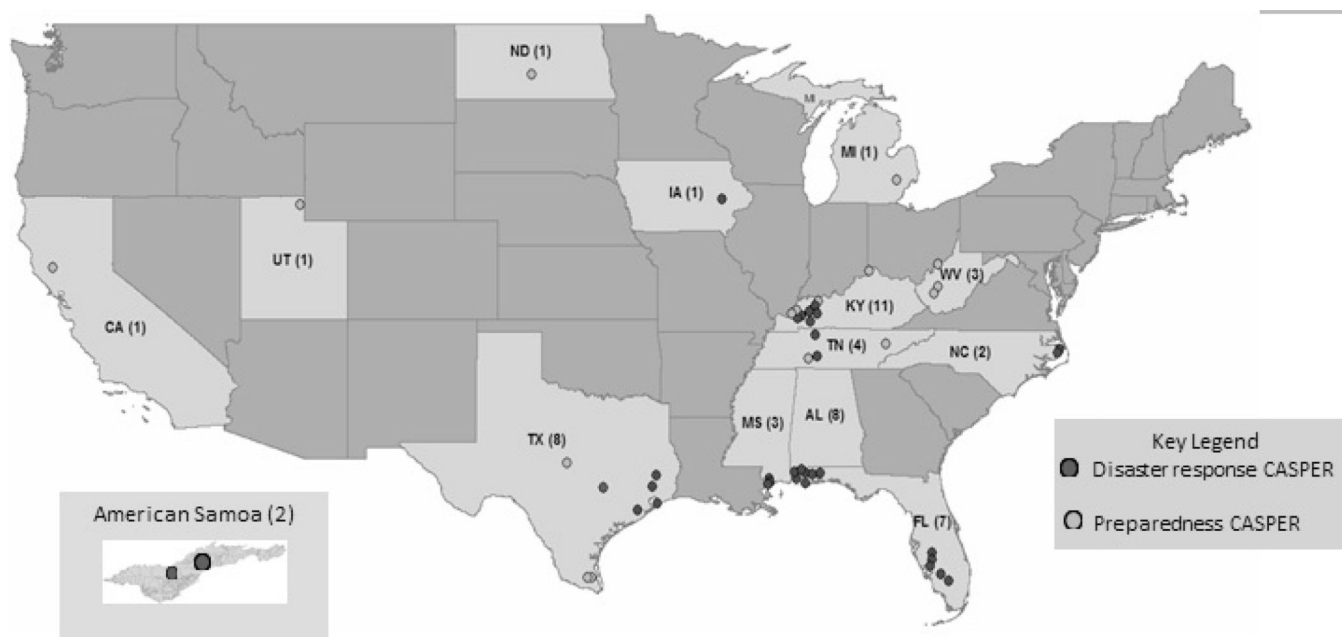 ND (1)
MI
MI (1)
IA (1)
UT (1)
WV (3)
KY (11)
CA (1)
TN (4)
NC (2)
MS (3)
AL (8)
TX (8)
FL (7)
Key Legend
Disaster response CASPER
Preparedness CASPER
American Samoa (2)